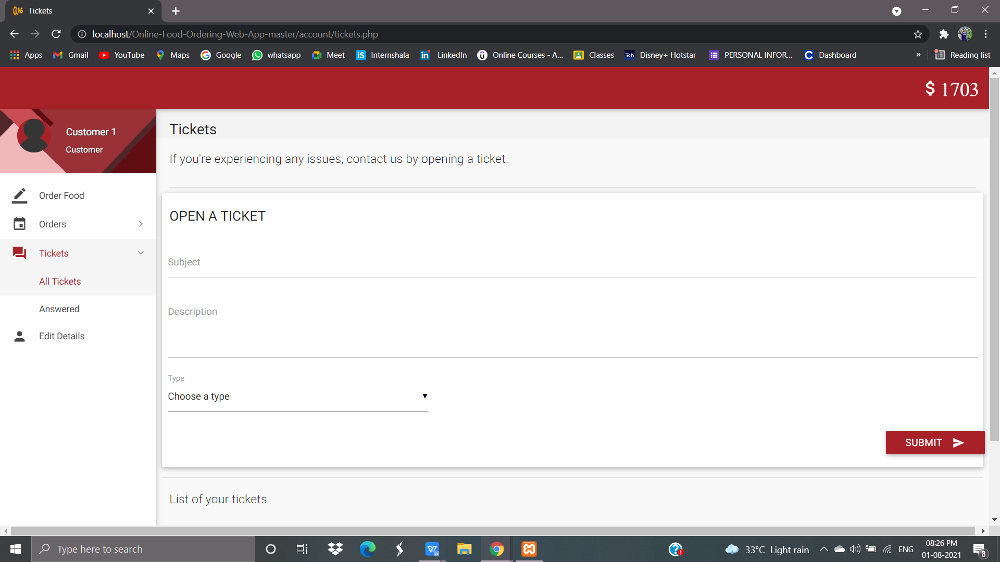 Tickets
localhost/Online-Food-Ordering-Web-App-master/account/tickets.php
Apps Gmail YouTube Maps Google whatsapp Meet Internshala LinkedIn Online Courses - A... Classes Disney+ Hotstar PERSONAL INFOR... Dashboard » Reading list
$ 1703
Customer 1
Customer
Order Food
Orders
Tickets
All Tickets
Answered
Edit Details
Tickets
If you're experiencing any issues, contact us by opening a ticket.
OPEN A TICKET
Subject
Description
Type
Choose a type
SUBMIT
List of your tickets
Type here to search
33°C Light rain
ENG
08:26 PM
01-08-2021
8